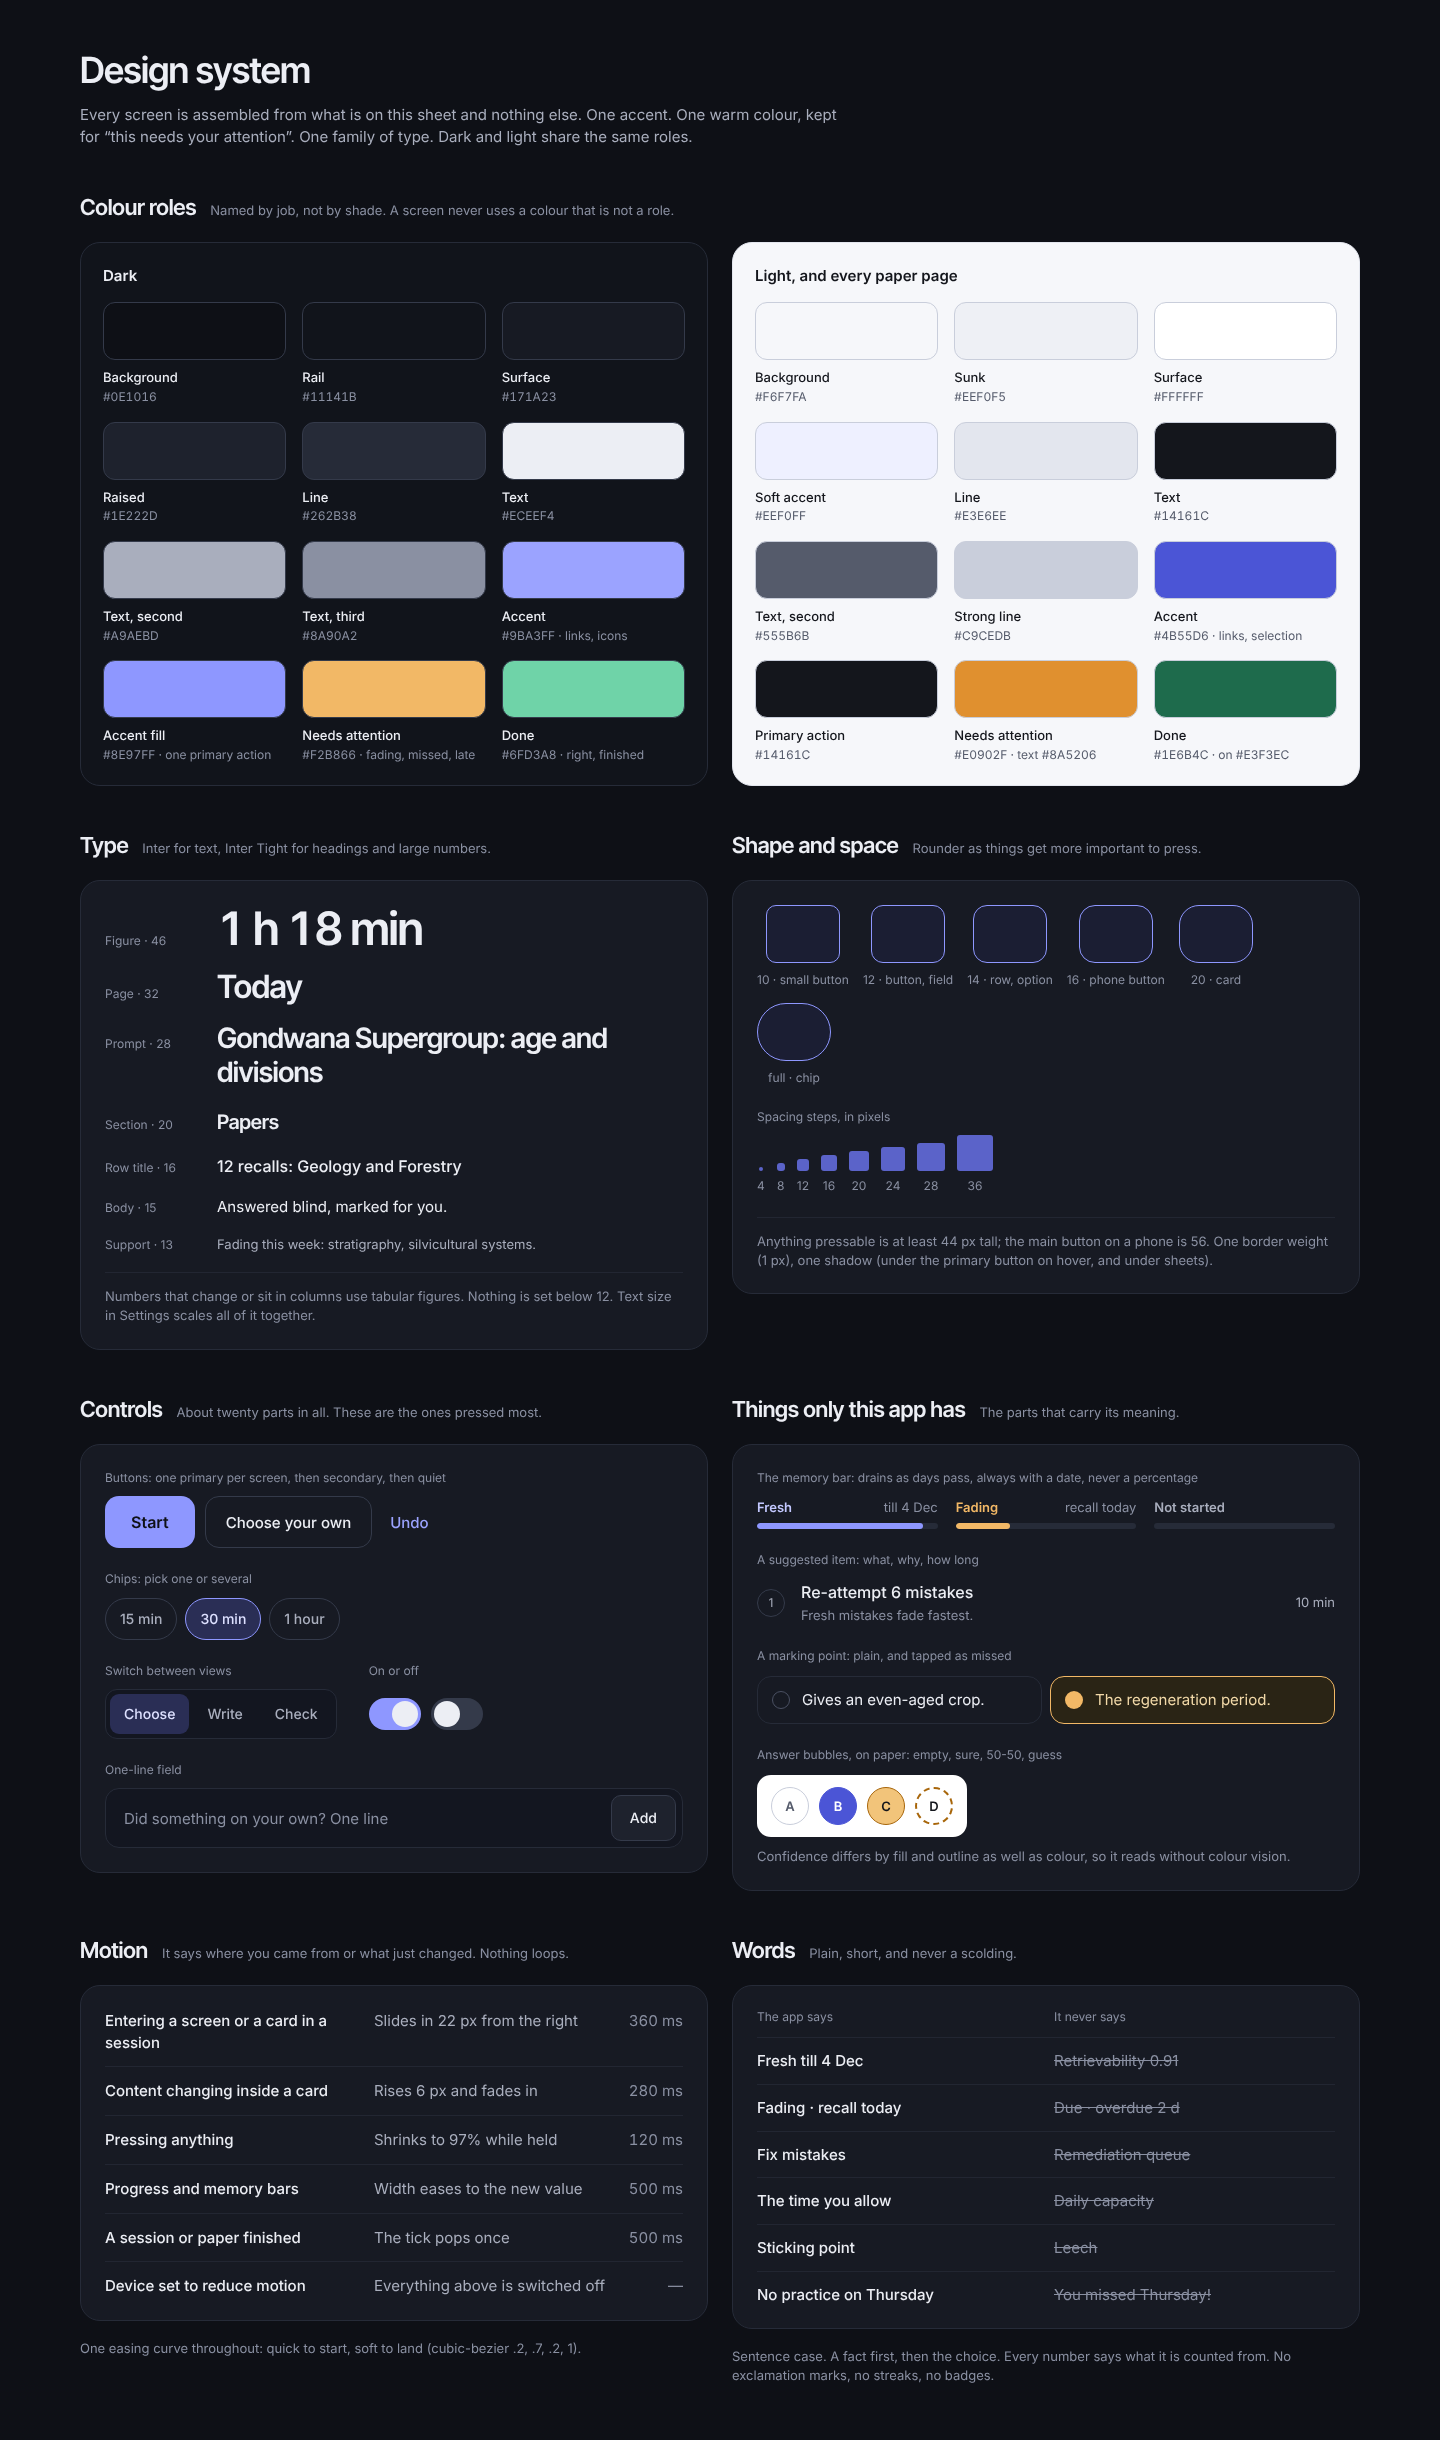 Design system
Every screen is assembled from what is on this sheet and nothing else. One accent. One warm colour, kept
for “this needs your attention”. One family of type. Dark and light share the same roles.
Colour roles Named by job, not by shade. A screen never uses a colour that is not a role.
Dark
Background Rail Surface
#0E1016 #11141B #171A23
Raised Line Text
#1E222D #262B38 #ECEEF4
Text, second Text, third Accent
#A9AEBD #8A90A2 #9BA3FF · links, icons
Accent fill Needs attention Done
#8E97FF · one primary action #F2B866 · fading, missed, late #6FD3A8 · right, finished
Light, and every paper page
Background Sunk Surface
#F6F7FA #EEF0F5 #FFFFFF
Soft accent Line Text
#EEF0FF #E3E6EE #14161C
Text, second Strong line Accent
#555B6B #C9CEDB #4B55D6 · links, selection
Primary action Needs attention Done
#14161C #E0902F · text #8A5206 #1E6B4C · on #E3F3EC
Type Inter for text, Inter Tight for headings and large numbers.
Figure · 46 1 h 18 min
Page · 32 Today
Prompt · 28 Gondwana Supergroup: age and
divisions
Section · 20 Papers
Row title · 16 12 recalls: Geology and Forestry
Body · 15 Answered blind, marked for you.
Support · 13 Fading this week: stratigraphy, silvicultural systems.
Numbers that change or sit in columns use tabular figures. Nothing is set below 12. Text size
in Settings scales all of it together.
Shape and space Rounder as things get more important to press.
10 · small button 12 · button, field 14 · row, option 16 · phone button 20 · card
full · chip
Spacing steps, in pixels
4 8 12 16 20 24 28 36
Anything pressable is at least 44 px tall; the main button on a phone is 56. One border weight
(1 px), one shadow (under the primary button on hover, and under sheets).
Controls About twenty parts in all. These are the ones pressed most.
Buttons: one primary per screen, then secondary, then quiet
Start Choose your own Undo
Chips: pick one or several
15 min 30 min 1 hour
Switch between views On or off
Choose Write Check
One-line field
Did something on your own? One line Add
Things only this app has The parts that carry its meaning.
The memory bar: drains as days pass, always with a date, never a percentage
Fresh till 4 Dec Fading recall today Not started
A suggested item: what, why, how long
1 Re-attempt 6 mistakes 10 min
Fresh mistakes fade fastest.
A marking point: plain, and tapped as missed
Gives an even-aged crop. The regeneration period.
Answer bubbles, on paper: empty, sure, 50-50, guess
A B C D
Confidence differs by fill and outline as well as colour, so it reads without colour vision.
Motion It says where you came from or what just changed. Nothing loops.
Entering a screen or a card in a Slides in 22 px from the right 360 ms
session
Content changing inside a card Rises 6 px and fades in 280 ms
Pressing anything Shrinks to 97% while held 120 ms
Progress and memory bars Width eases to the new value 500 ms
A session or paper finished The tick pops once 500 ms
Device set to reduce motion Everything above is switched off —
One easing curve throughout: quick to start, soft to land (cubic-bezier .2, .7, .2, 1).
Words Plain, short, and never a scolding.
The app says It never says
Fresh till 4 Dec Retrievability 0.91
Fading · recall today Due · overdue 2 d
Fix mistakes Remediation queue
The time you allow Daily capacity
Sticking point Leech
No practice on Thursday You missed Thursday!
Sentence case. A fact first, then the choice. Every number says what it is counted from. No
exclamation marks, no streaks, no badges.